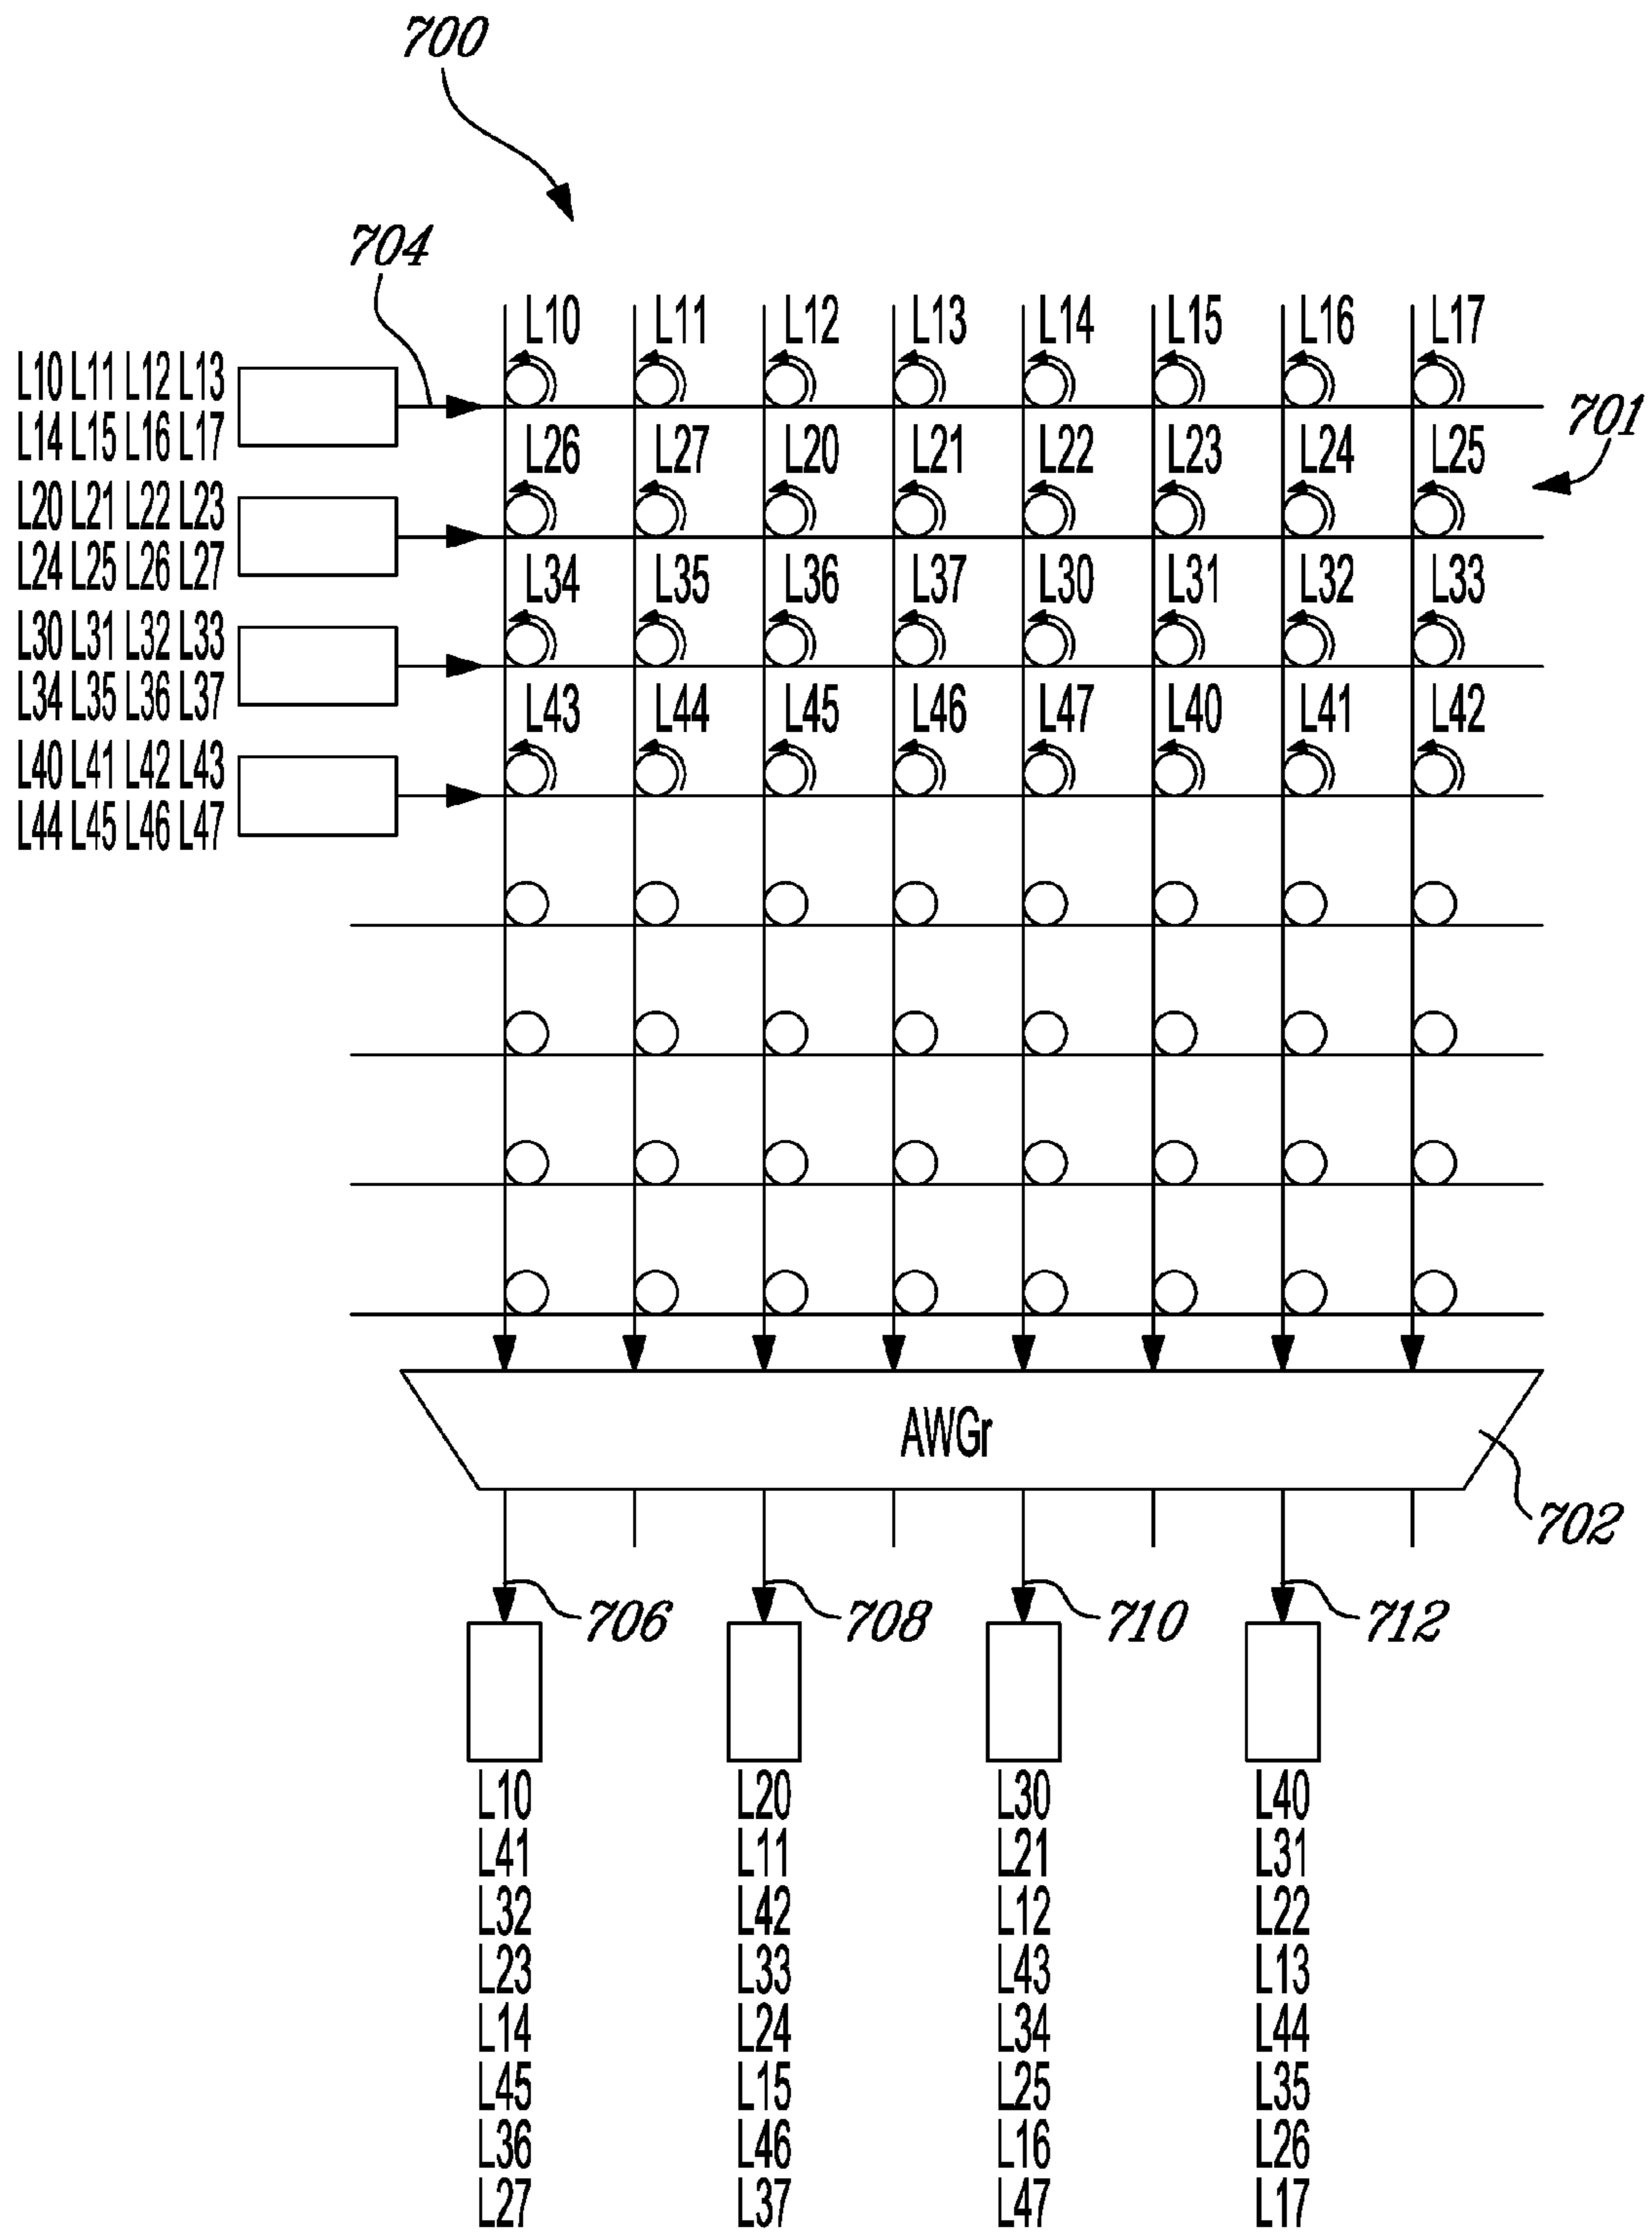 700
704
L10 L11 L12 L13 L14 L15 L16 L17
L10 L11 L12 L13
L14 L15 L16 L17
701
L26 L27 L20 L21 L22 L23 L24 L25
L20 L21 L22 L23
L24 L25 L26 L27
L34 L35 L36 L37 L30 L31 L32 L33
L30 L31 L32 L33
L34 L35 L36 L37
L43 L44 L45 L46 L47 L40 L41 L42
L40 L41 L42 L43
L44 L45 L46 L47
AWGr
702
706 708 710 712
L10 L20 L30 L40
L41 L11 L21 L31
L32 L42 L12 L22
L23 L33 L43 L13
L14 L24 L34 L44
L45 L15 L25 L35
L36 L46 L16 L26
L27 L37 L47 L17